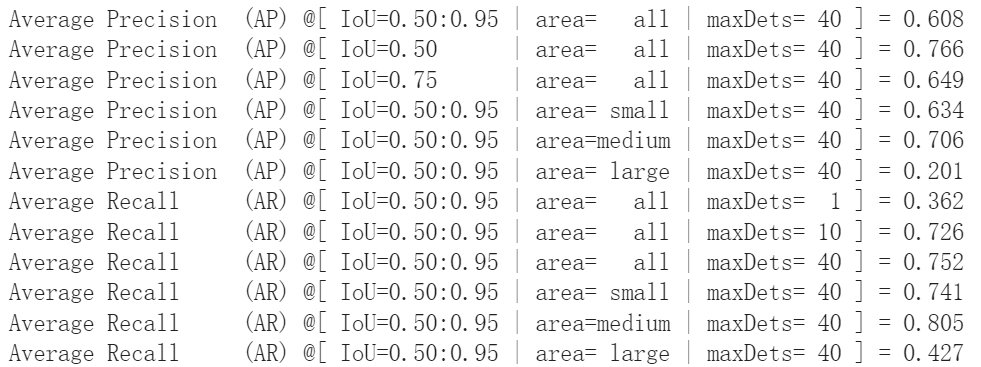 Average Precision  (AP) @[ IoU=0.50:0.95 | area=   all | maxDets= 40 ] = 0.608
Average Precision  (AP) @[ IoU=0.50      | area=   all | maxDets= 40 ] = 0.766
Average Precision  (AP) @[ IoU=0.75      | area=   all | maxDets= 40 ] = 0.649
Average Precision  (AP) @[ IoU=0.50:0.95 | area= small | maxDets= 40 ] = 0.634
Average Precision  (AP) @[ IoU=0.50:0.95 | area=medium | maxDets= 40 ] = 0.706
Average Precision  (AP) @[ IoU=0.50:0.95 | area= large | maxDets= 40 ] = 0.201
Average Recall     (AR) @[ IoU=0.50:0.95 | area=   all | maxDets=  1 ] = 0.362
Average Recall     (AR) @[ IoU=0.50:0.95 | area=   all | maxDets= 10 ] = 0.726
Average Recall     (AR) @[ IoU=0.50:0.95 | area=   all | maxDets= 40 ] = 0.752
Average Recall     (AR) @[ IoU=0.50:0.95 | area= small | maxDets= 40 ] = 0.741
Average Recall     (AR) @[ IoU=0.50:0.95 | area=medium | maxDets= 40 ] = 0.805
Average Recall     (AR) @[ IoU=0.50:0.95 | area= large | maxDets= 40 ] = 0.427